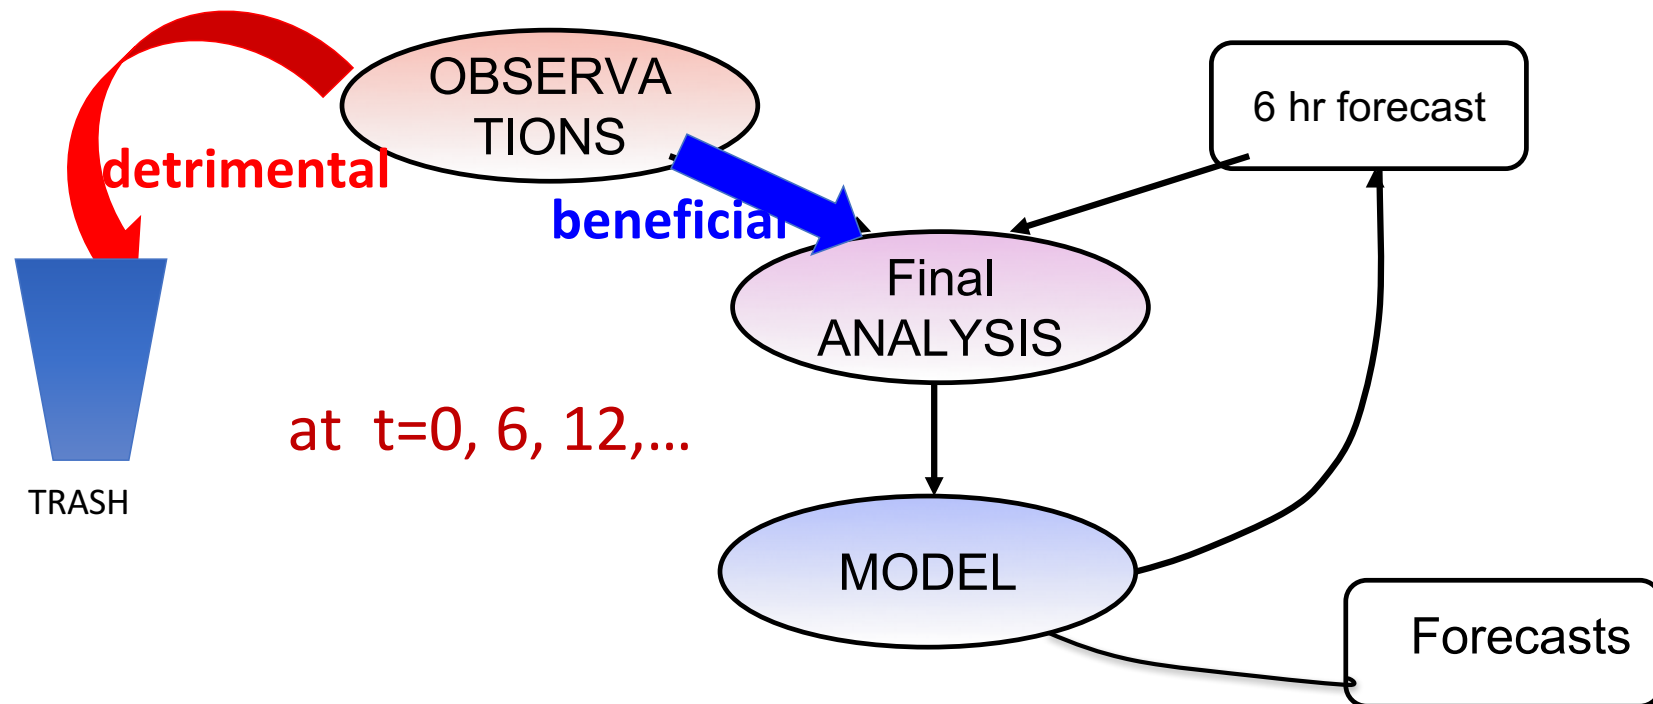 OBSERVA
TIONS
6 hr forecast
detrimental
beneficial
Final
ANALYSIS
at t=0, 6, 12,...
TRASH
MODEL
Forecasts